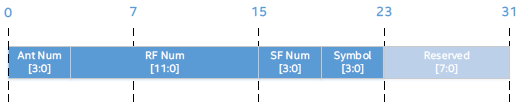 0 7 15 23 31
Ant Num RF Num SF Num Symbol Reserved
[3:0] [11:0] [3:0] [3:0] [7:0]